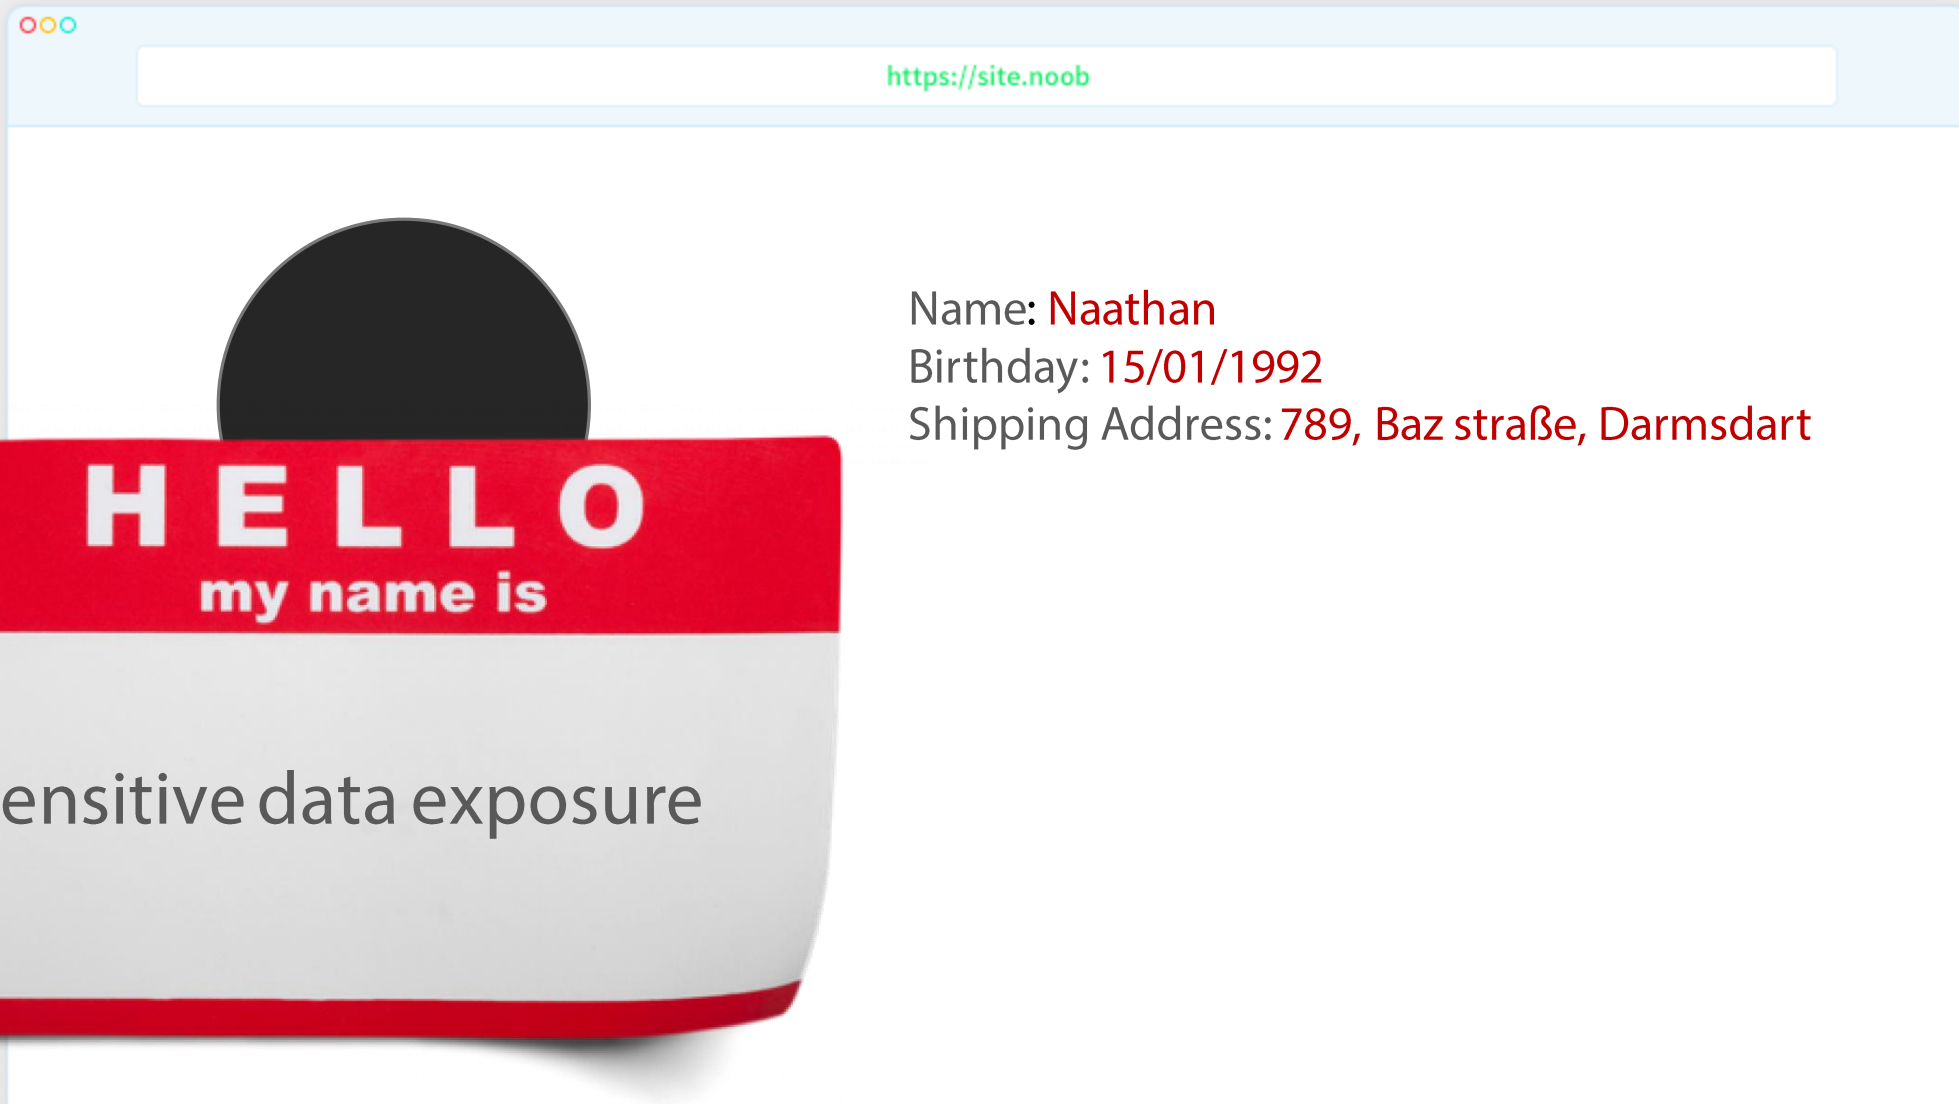 https://site.noob
Name: Naathan
Birthday: 15/01/1992
Shipping Address: 789, Baz straße, Darmsdart
HELLO
my name is
ensitive data exposure